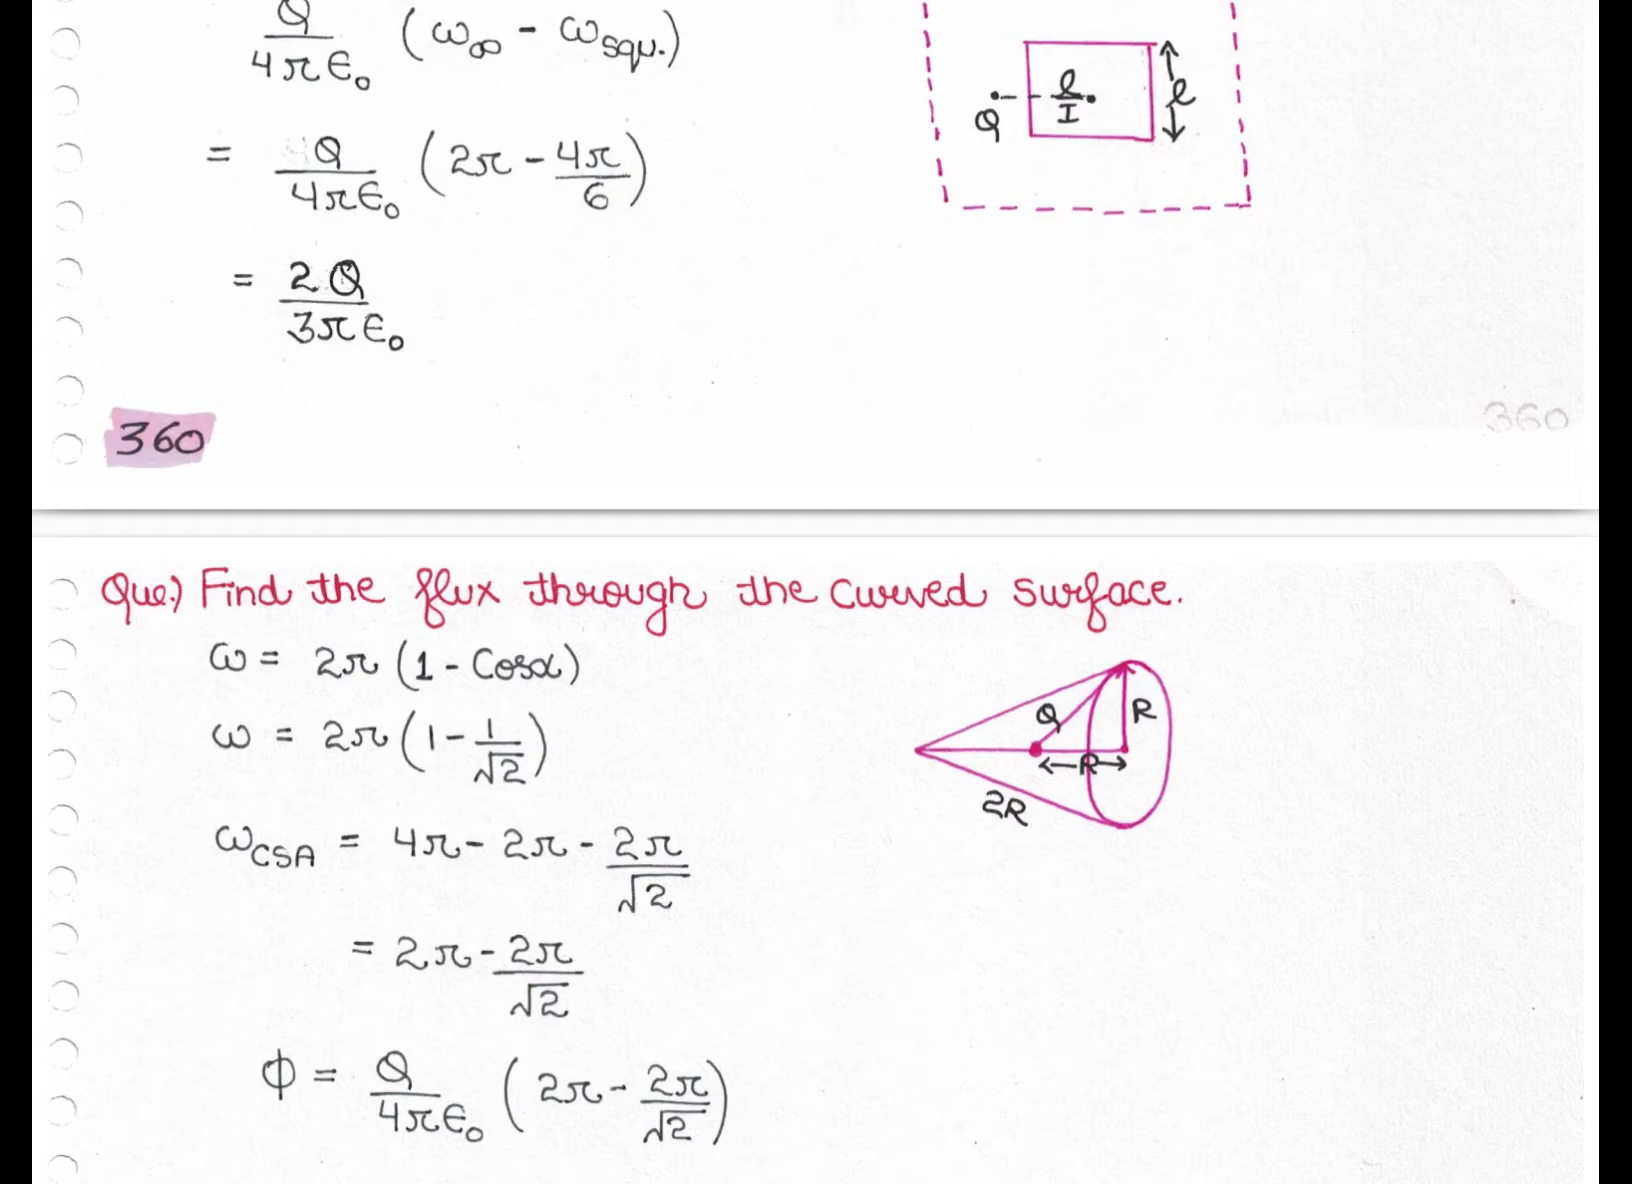 Q/4πε₀ (ω∞ - ωsqu.)
Q
l/2
l
= Q/4πε₀ (2π - 4π/6)
= 2Q/3πε₀
360
360
Que:) Find the flux through the curved surface.
ω = 2π (1 - Cosα)
ω = 2π (1 - 1/√2)
Q
R
R
2R
ωCSA = 4π - 2π - 2π/√2
= 2π - 2π/√2
ϕ = Q/4πε₀ (2π - 2π/√2)